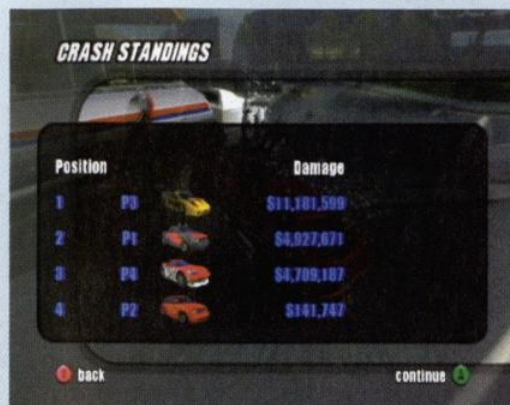 CRASH STANDINGS
Position Damage
1 P3 $11,181,599
2 P1 $4,927,671
3 P4 $4,709,187
4 P2 $141,747
back continue A